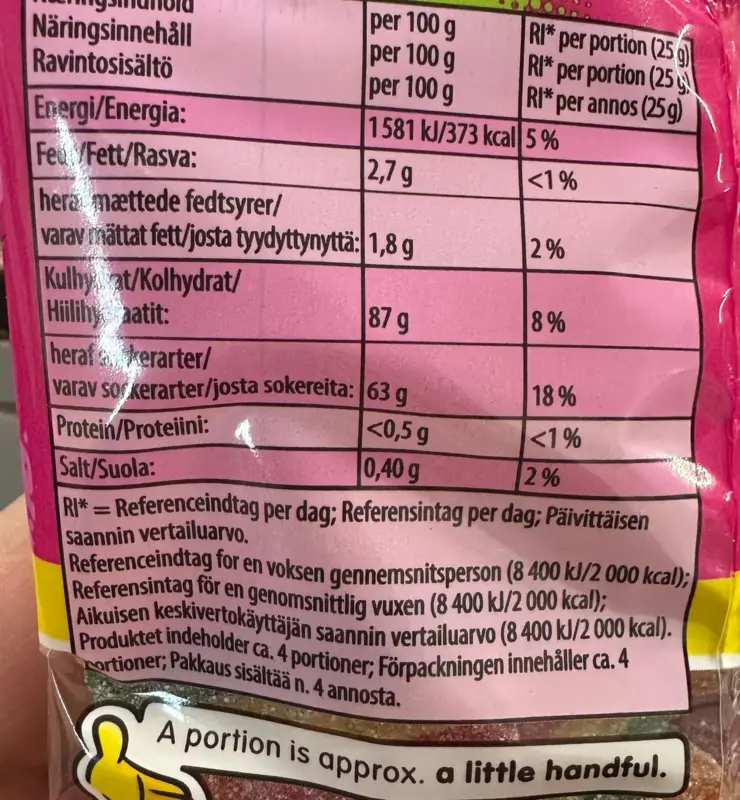 Näringsinnehåll
Ravintosisältö
per 100 g
per 100 g
per 100 g
RI* per portion (25 g)
RI* per portion (25 g)
RI* per annos (25 g)
Energi/Energia: 1581 kJ/373 kcal 5 %
/Fett/Rasva: 2,7 g <1 %
mættede fedtsyrer/
varav mättat fett/josta tyydyttynyttä: 1,8 g 2 %
Kulhydrat/Kolhydrat/
Hiilihydraatit: 87 g 8 %
heraf sukkerarter/
varav sockerarter/josta sokereita: 63 g 18 %
Protein/Proteiini: <0,5 g <1 %
Salt/Suola: 0,40 g 2 %
RI* = Referenceindtag per dag; Referensintag per dag; Päivittäisen
saannin vertailuarvo.
Referenceindtag for en voksen gennemsnitsperson (8 400 kJ/2 000 kcal);
Referensintag för en genomsnittlig vuxen (8 400 kJ/2 000 kcal);
Aikuisen keskivertokäyttäjän saannin vertailuarvo (8 400 kJ/2 000 kcal).
Produktet indeholder ca. 4 portioner; Förpackningen innehåller ca. 4
portioner; Pakkaus sisältää n. 4 annosta.
A portion is approx. a little handful.